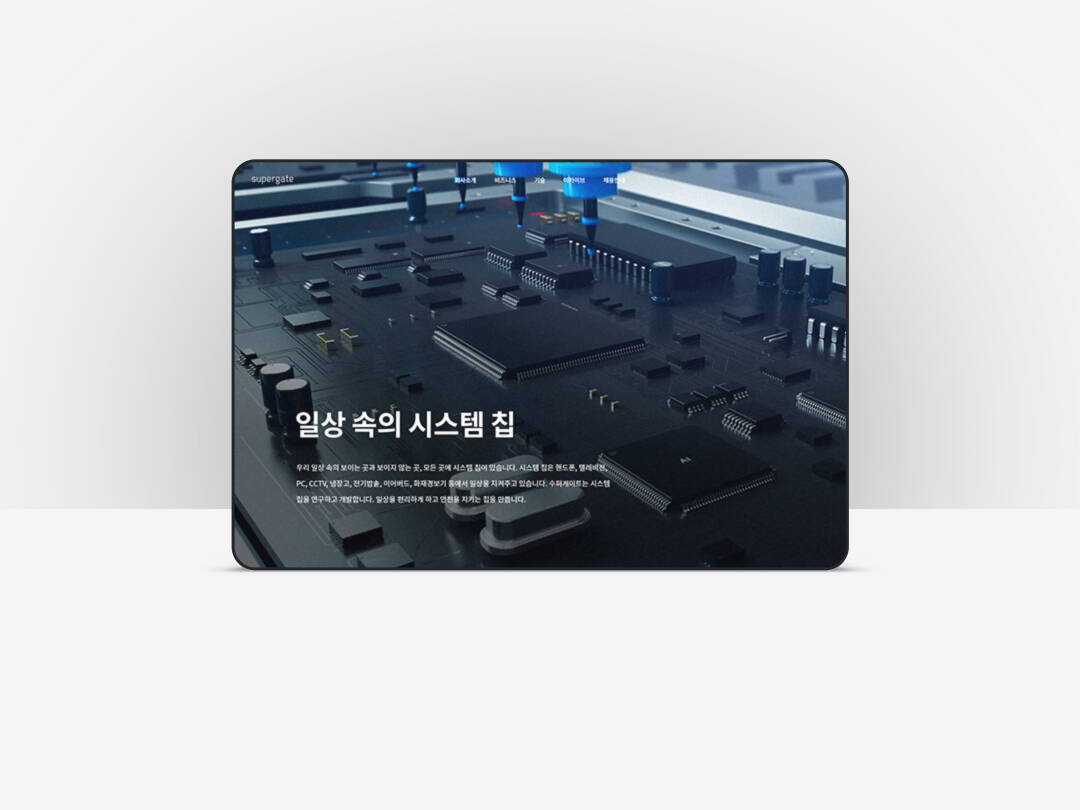 supergate
회사소개 비즈니스 기술 아카이브 채용안내
일상 속의 시스템 칩
우리 일상 속의 보이는 곳과 보이지 않는 곳, 모든 곳에 시스템 칩이 있습니다. 시스템 칩은 핸드폰, 텔레비전,
PC, CCTV, 냉장고, 전기밥솥, 이어버드, 화재경보기 등에서 일상을 지켜주고 있습니다. 수퍼게이트는 시스템
칩을 연구하고 개발합니다. 일상을 편리하게 하고 안전을 지키는 칩을 만듭니다.
AI